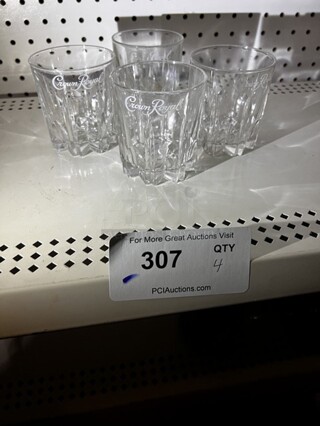 Crown Royal
Crown Royal
For More Great Auctions Visit
307
QTY
4
PCIAuctions.com